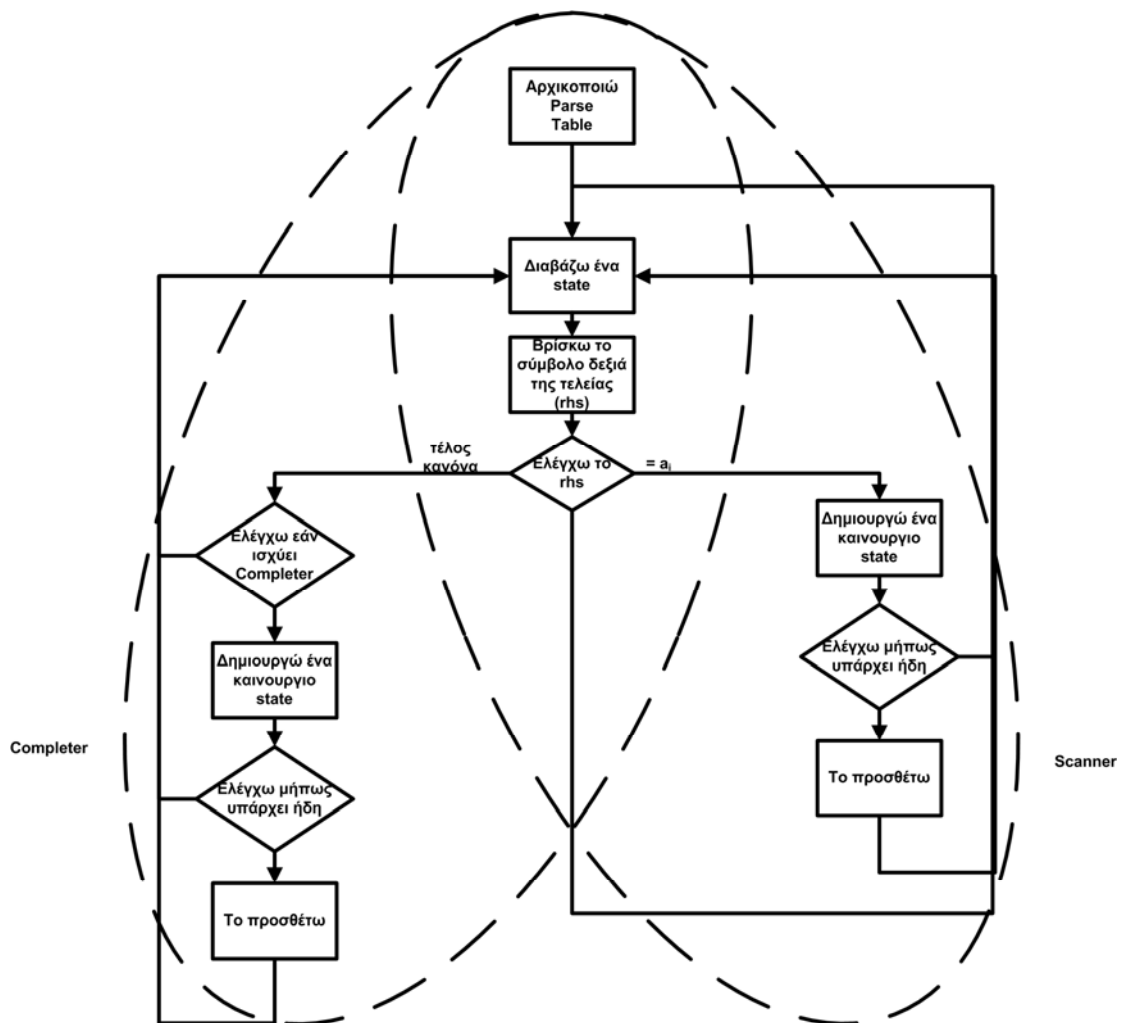 Αρχικοποιώ
Parse
Table
Διαβάζω ένα
state
Βρίσκω το
σύμβολο δεξιά
της τελείας
(rhs)
τέλος
κανόνα
Ελέγχω το
rhs
= ai
Ελέγχω εάν
ισχύει
Completer
Δημιουργώ ένα
καινουργιο
state
Δημιουργώ ένα
καινουργιο
state
Ελέγχω μήπως
υπάρχει ήδη
Completer
Scanner
Ελέγχω μήπως
υπάρχει ήδη
Το προσθέτω
Το προσθέτω